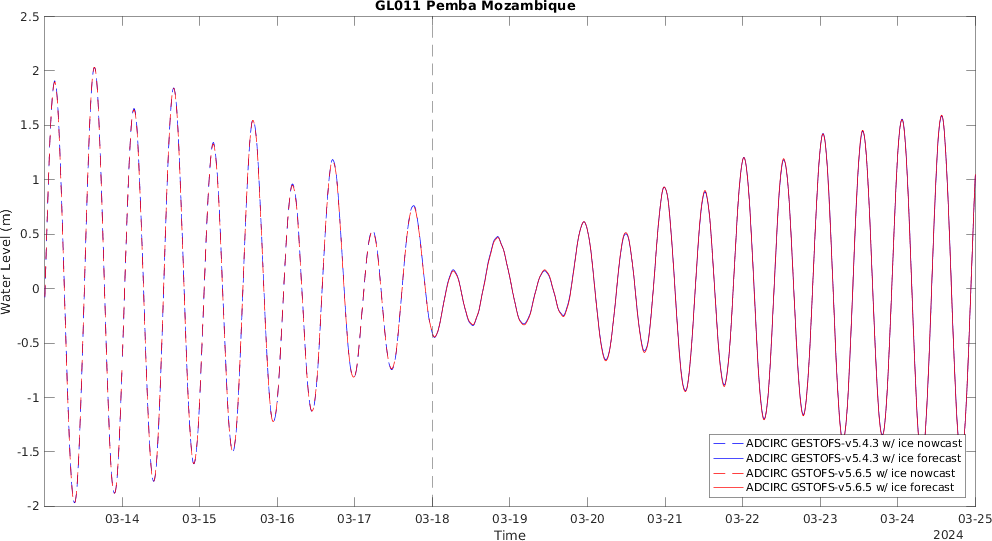 GL011 Pemba Mozambique
2.5
2
1.5
1
0.5
0
-0.5
-1
-1.5
-2
Water Level (m)
ADCIRC GESTOFS-v5.4.3 w/ ice nowcast
ADCIRC GESTOFS-v5.4.3 w/ ice forecast
ADCIRC GSTOFS-v5.6.5 w/ ice nowcast
ADCIRC GSTOFS-v5.6.5 w/ ice forecast
03-14 03-15 03-16 03-17 03-18 03-19 03-20 03-21 03-22 03-23 03-24 03-25
Time
2024